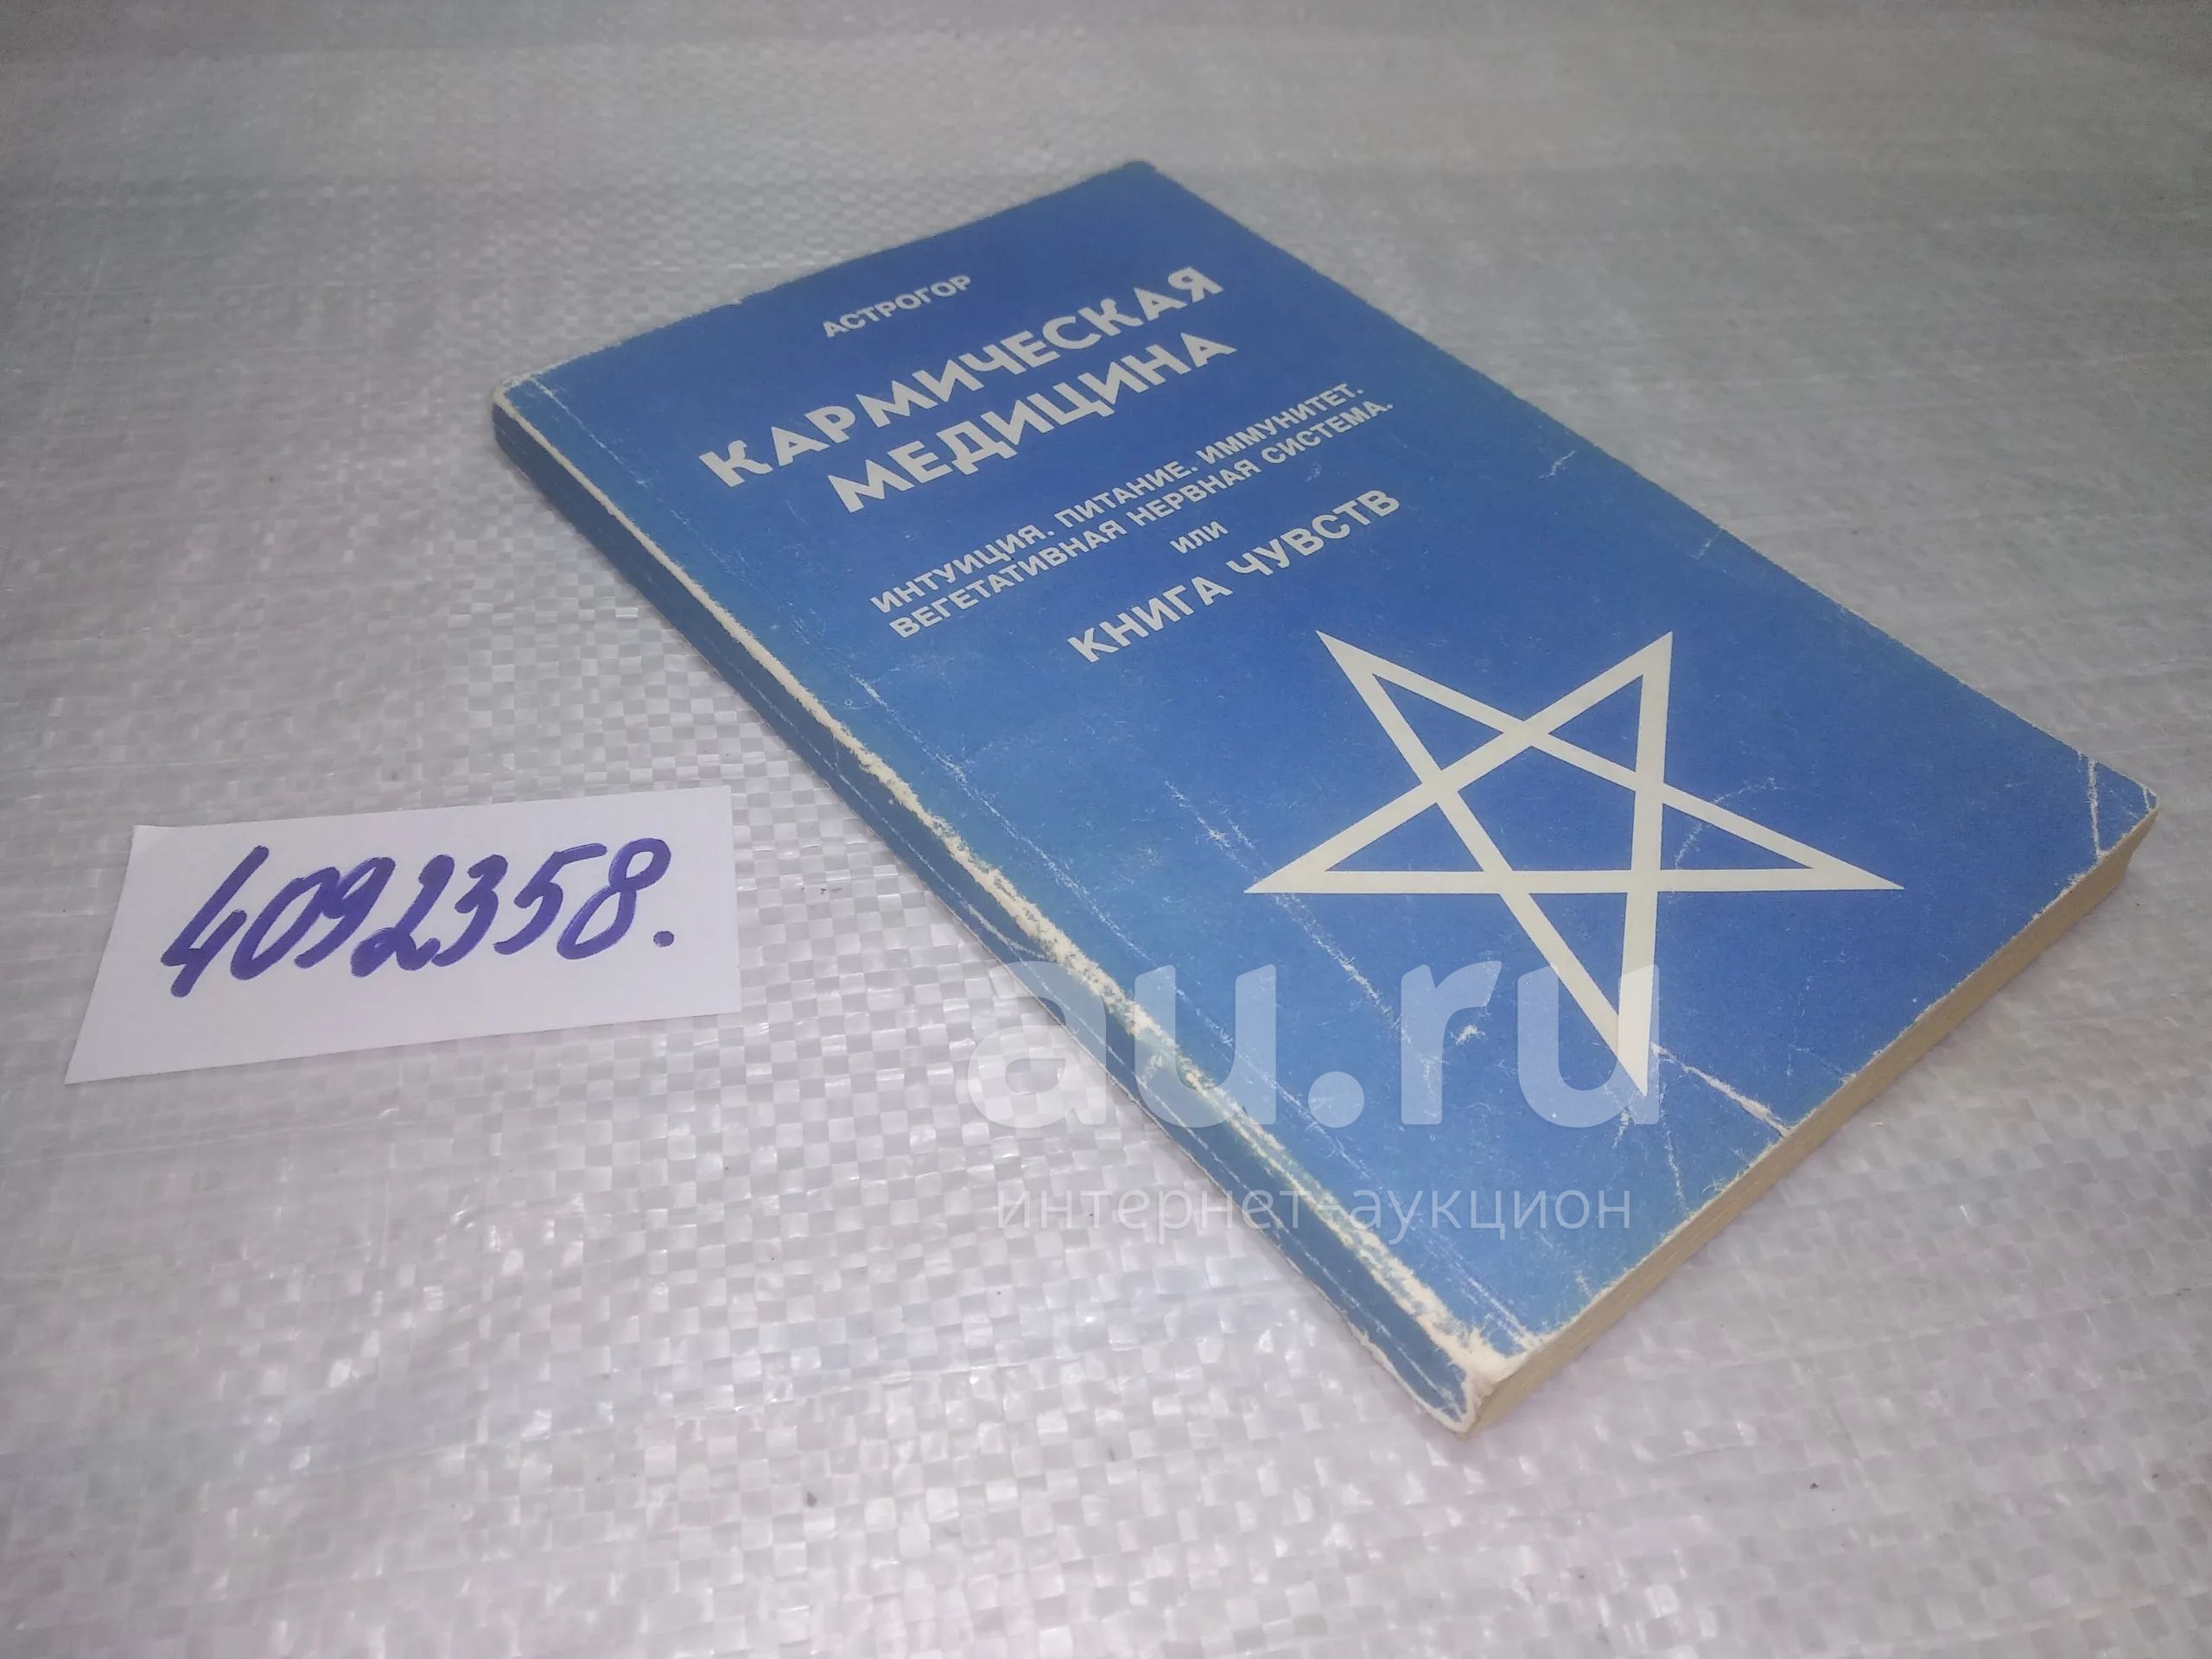 АСТРОГОР
КАРМИЧЕСКАЯ
МЕДИЦИНА
ИНТУИЦИЯ. ПИТАНИЕ. ИММУНИТЕТ.
ВЕГЕТАТИВНАЯ НЕРВНАЯ СИСТЕМА.
ИЛИ
КНИГА ЧУВСТВ
4092358.
au.ru
интернет-аукцион